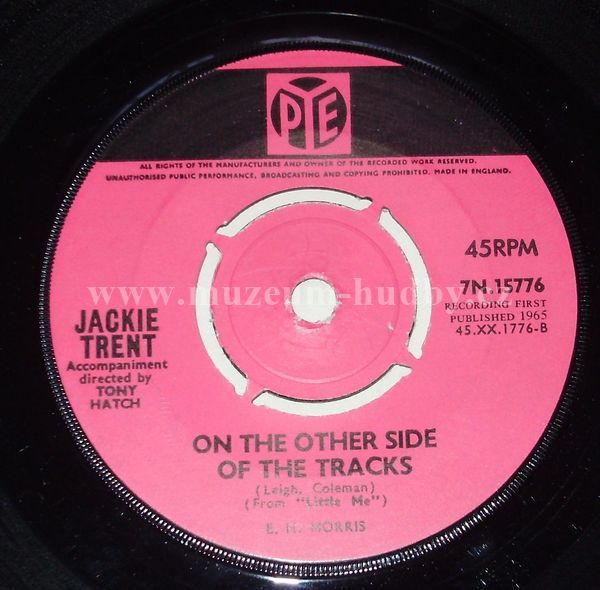 PYE
ALL RIGHTS OF THE MANUFACTURERS AND OWNER OF THE RECORDED WORK RESERVED.
UNAUTHORISED PUBLIC PERFORMANCE, BROADCASTING AND COPYING PROHIBITED. MADE IN ENGLAND.
45RPM
7N.15776
RECORDING FIRST
PUBLISHED 1965
45.XX.1776-B
www.muzeum-hudby.cz
JACKIE
TRENT
Accompaniment
directed by
TONY
HATCH
ON THE OTHER SIDE
OF THE TRACKS
(Leigh, Coleman)
(From "Little Me")
E. H. MORRIS